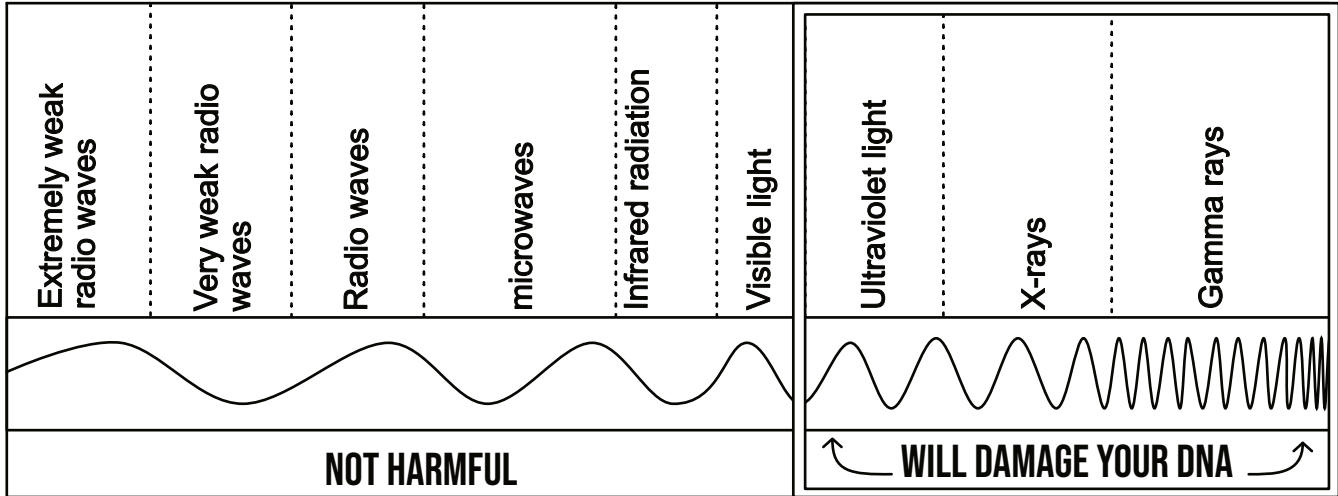 Extremely weak
radio waves
Very weak radio
waves
Radio waves
microwaves
Infrared radiation
Visible light
Ultraviolet light
X-rays
Gamma rays
NOT HARMFUL
WILL DAMAGE YOUR DNA